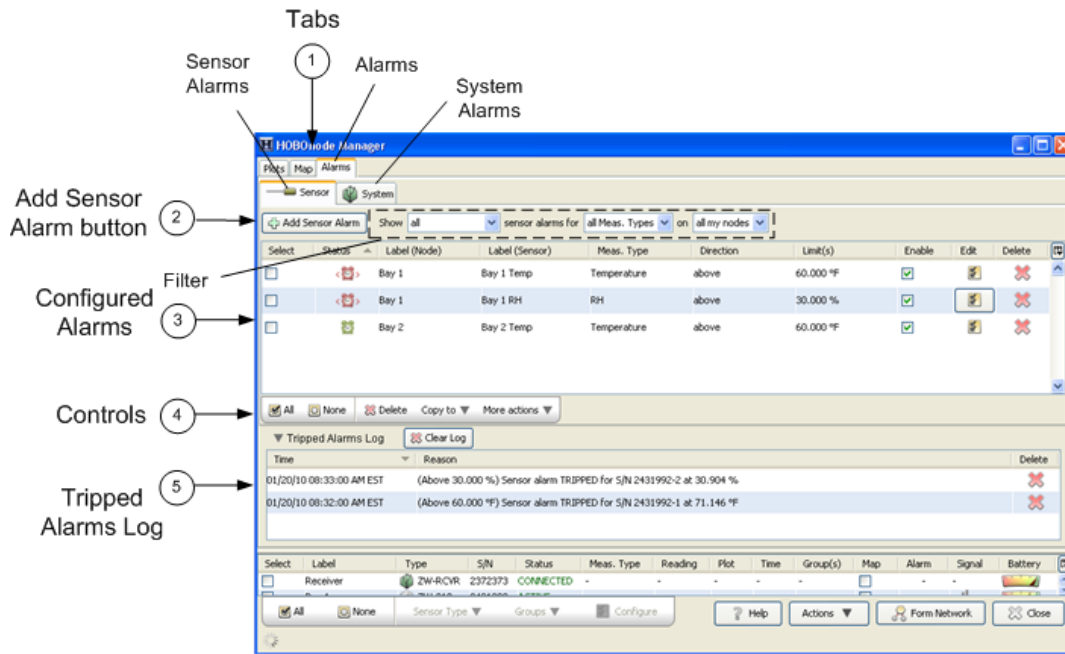 Tabs
1
Sensor Alarms
Alarms
System Alarms
HOBOnode Manager
Plots Map Alarms
Sensor System
Add Sensor Alarm button
2
Add Sensor Alarm Show all sensor alarms for all Meas. Types on all my nodes
Filter
Select Status Label (Node) Label (Sensor) Meas. Type Direction Limit(s) Enable Edit Delete
Bay 1 Bay 1 Temp Temperature above 60.000 °F
Configured Alarms
3
Bay 1 Bay 1 RH RH above 30.000 %
Bay 2 Bay 2 Temp Temperature above 60.000 °F
Controls
4
All None Delete Copy to More actions
Tripped Alarms Log Clear Log
Time Reason Delete
5
01/20/10 08:33:00 AM EST (Above 30.000 %) Sensor alarm TRIPPED for S/N 2431992-2 at 30.904 %
01/20/10 08:32:00 AM EST (Above 60.000 °F) Sensor alarm TRIPPED for S/N 2431992-1 at 71.146 °F
Tripped Alarms Log
Select Label Type S/N Status Meas. Type Reading Plot Time Group(s) Map Alarm Signal Battery
Receiver ZW-RCVR 2372373 CONNECTED - - - - - - -
All None Sensor Type Groups Configure Help Actions Form Network Close